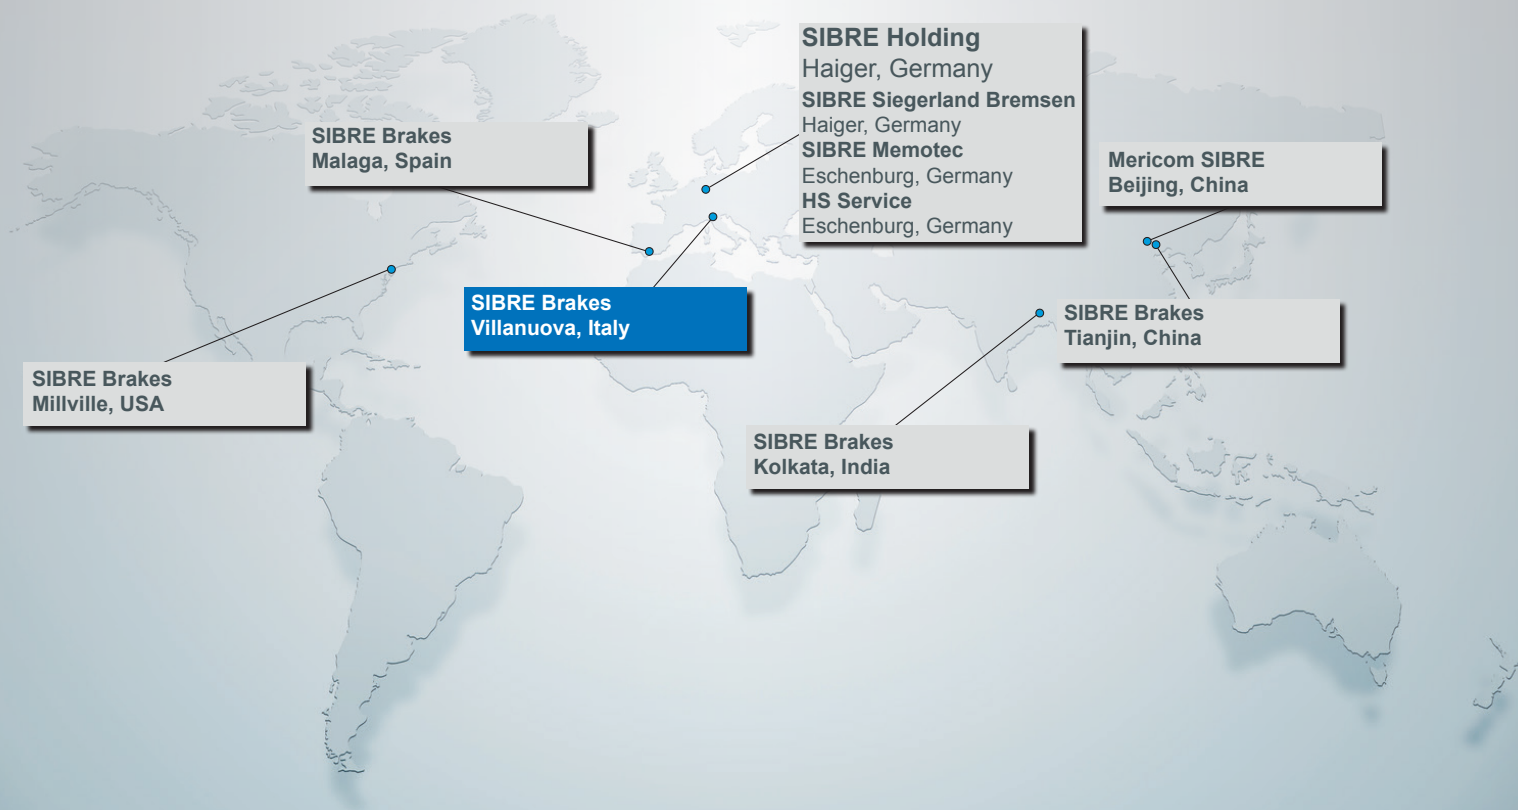 SIBRE Holding
Haiger, Germany
SIBRE Siegerland Bremsen
Haiger, Germany
SIBRE Memotec
Eschenburg, Germany
HS Service
Eschenburg, Germany
SIBRE Brakes
Malaga, Spain
Mericom SIBRE
Beijing, China
SIBRE Brakes
Villanuova, Italy
SIBRE Brakes
Tianjin, China
SIBRE Brakes
Millville, USA
SIBRE Brakes
Kolkata, India